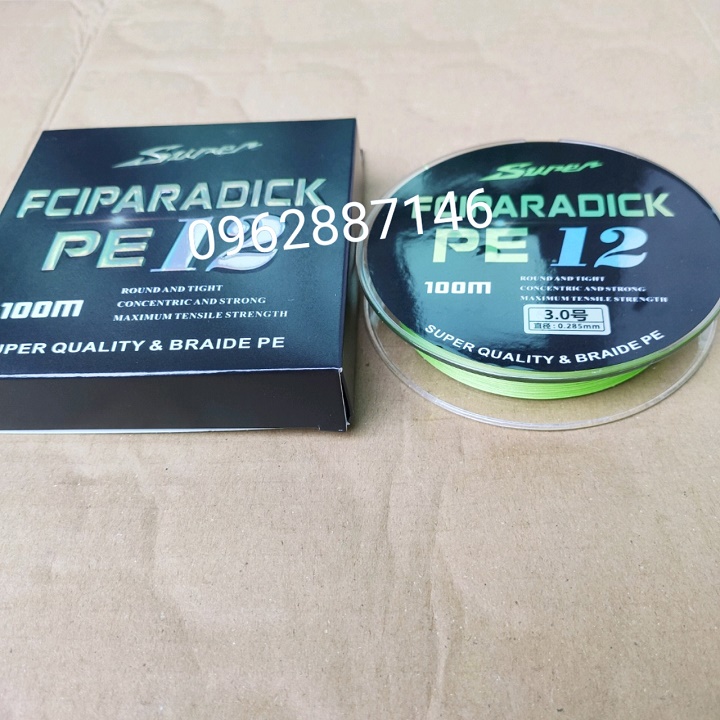 Super
FCIPARADICK
PE 12
100m
ROUND AND TIGHT
CONCENTRIC AND STRONG
MAXIMUM TENSILE STRENGTH
UPER QUALITY & BRAIDE PE
0962887146
Super
FCIPARADICK
PE 12
100m
ROUND AND TIGHT
CONCENTRIC AND STRONG
MAXIMUM TENSILE STRENGTH
3.0号
直径:0.285mm
SUPER QUALITY & BRAIDE PE